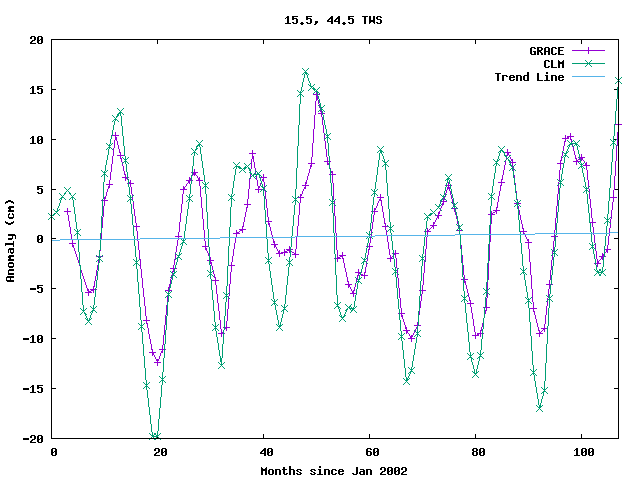 15.5, 44.5 TWS
GRACE
CLM
Trend Line
Anomaly (cm)
20
15
10
5
0
-5
-10
-15
-20
0 20 40 60 80 100
Months since Jan 2002